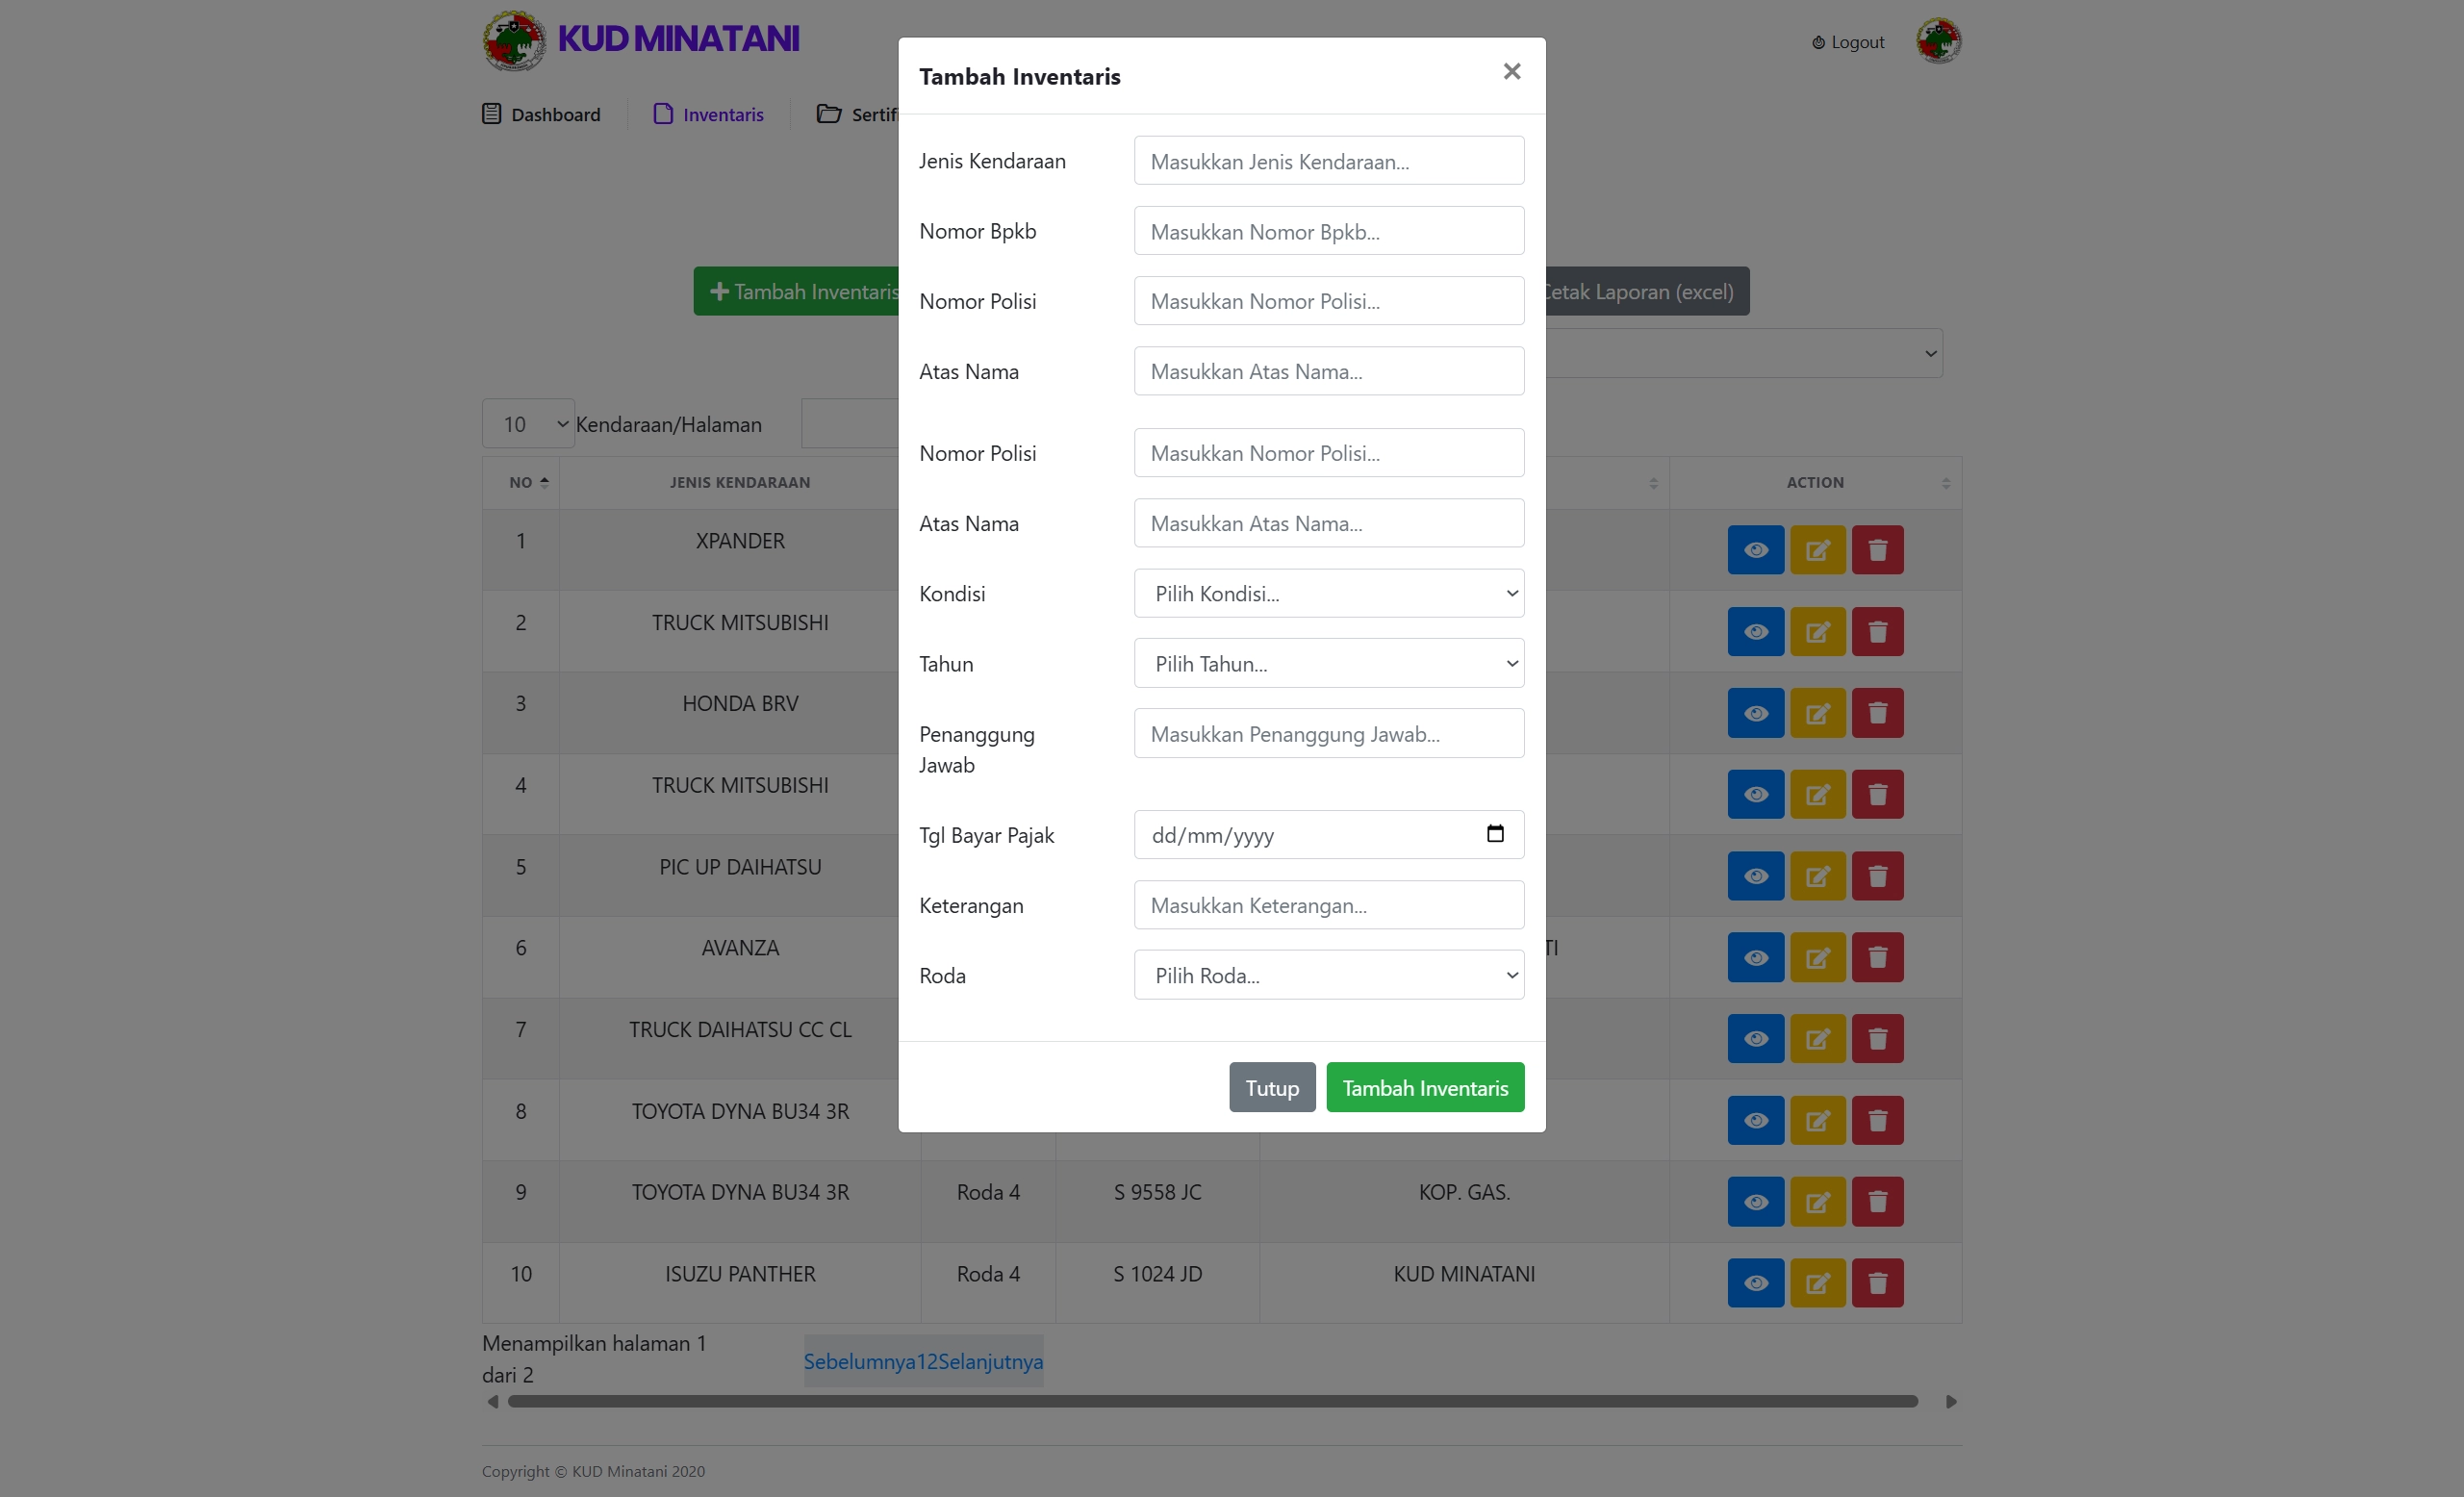 KUD MINATANI
Logout
Dashboard
Inventaris
Tambah Inventaris
Cetak Laporan (excel)
10
Kendaraan/Halaman
NO
JENIS KENDARAAN
ACTION
1
XPANDER
2
TRUCK MITSUBISHI
3
HONDA BRV
4
TRUCK MITSUBISHI
5
PIC UP DAIHATSU
6
AVANZA
7
TRUCK DAIHATSU CC CL
8
TOYOTA DYNA BU34 3R
9
TOYOTA DYNA BU34 3R
Roda 4
S 9558 JC
KOP. GAS.
10
ISUZU PANTHER
Roda 4
S 1024 JD
KUD MINATANI
Menampilkan halaman 1
dari 2
Sebelumnya12Selanjutnya
Copyright © KUD Minatani 2020
Tambah Inventaris
Jenis Kendaraan
Masukkan Jenis Kendaraan...
Nomor Bpkb
Masukkan Nomor Bpkb...
Nomor Polisi
Masukkan Nomor Polisi...
Atas Nama
Masukkan Atas Nama...
Nomor Polisi
Masukkan Nomor Polisi...
Atas Nama
Masukkan Atas Nama...
Kondisi
Pilih Kondisi...
Tahun
Pilih Tahun...
Penanggung
Jawab
Masukkan Penanggung Jawab...
Tgl Bayar Pajak
dd/mm/yyyy
Keterangan
Masukkan Keterangan...
Roda
Pilih Roda...
Tutup
Tambah Inventaris